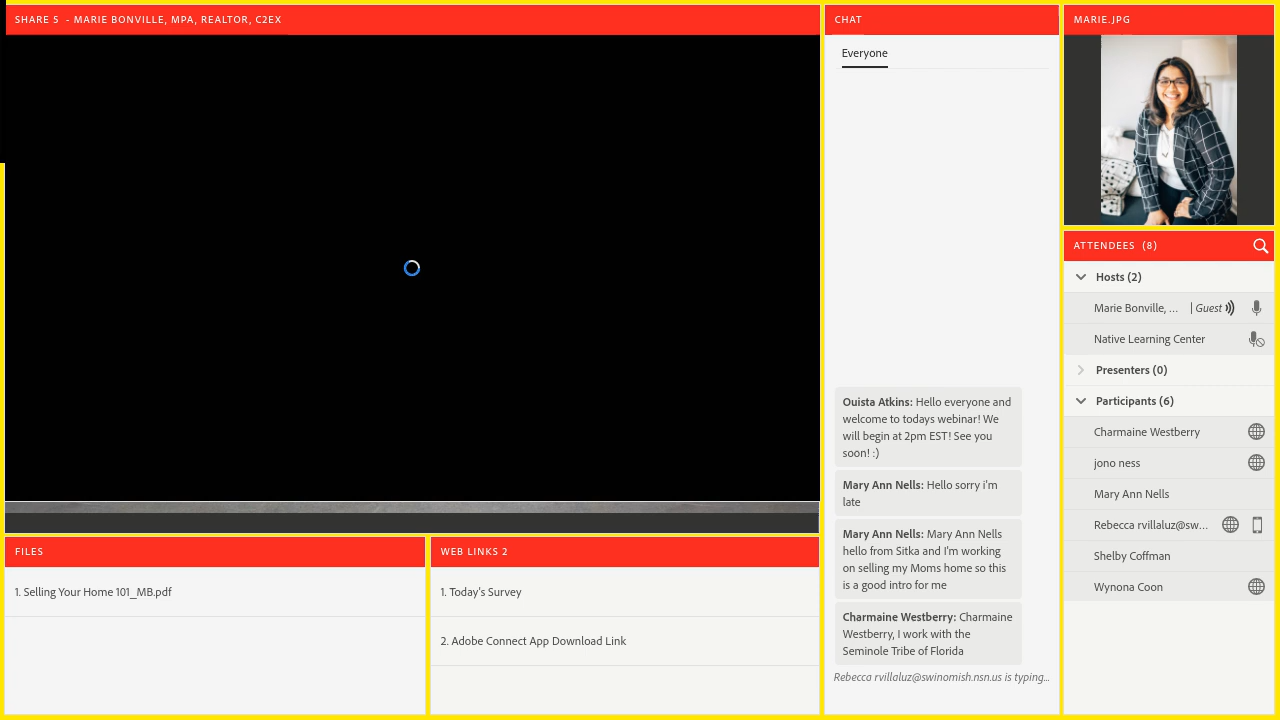 SHARE 5 - MARIE BONVILLE, MPA, REALTOR, C2EX
FILES
1. Selling Your Home 101_MB.pdf
WEB LINKS 2
1. Today's Survey
2. Adobe Connect App Download Link
CHAT
Everyone
Ouista Atkins: Hello everyone and
welcome to todays webinar! We
will begin at 2pm EST! See you
soon! :)
Mary Ann Nells: Hello sorry i'm
late
Mary Ann Nells: Mary Ann Nells
hello from Sitka and I'm working
on selling my Moms home so this
is a good intro for me
Charmaine Westberry: Charmaine
Westberry, I work with the
Seminole Tribe of Florida
Rebecca rvillaluz@swinomish.nsn.us is typing...
MARIE.JPG
ATTENDEES (8)
Hosts (2)
Marie Bonville, ... | Guest
Native Learning Center
Presenters (0)
Participants (6)
Charmaine Westberry
jono ness
Mary Ann Nells
Rebecca rvillaluz@sw...
Shelby Coffman
Wynona Coon